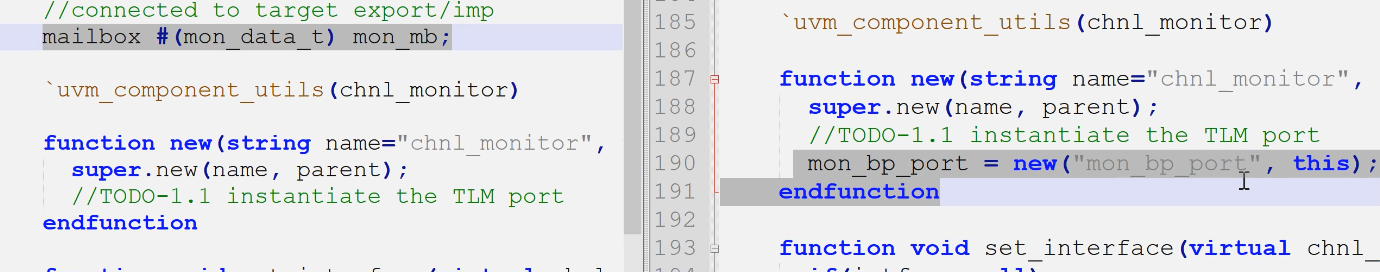 //connected to target export/imp
mailbox #(mon_data_t) mon_mb;
`uvm_component_utils(chnl_monitor)
function new(string name="chnl_monitor",
super.new(name, parent);
//TODO-1.1 instantiate the TLM port
endfunction
185 `uvm_component_utils(chnl_monitor)
186
187 function new(string name="chnl_monitor",
188 super.new(name, parent);
189 //TODO-1.1 instantiate the TLM port
190 mon_bp_port = new("mon_bp_port", this);
191 endfunction
192
193 function void set_interface(virtual chnl_